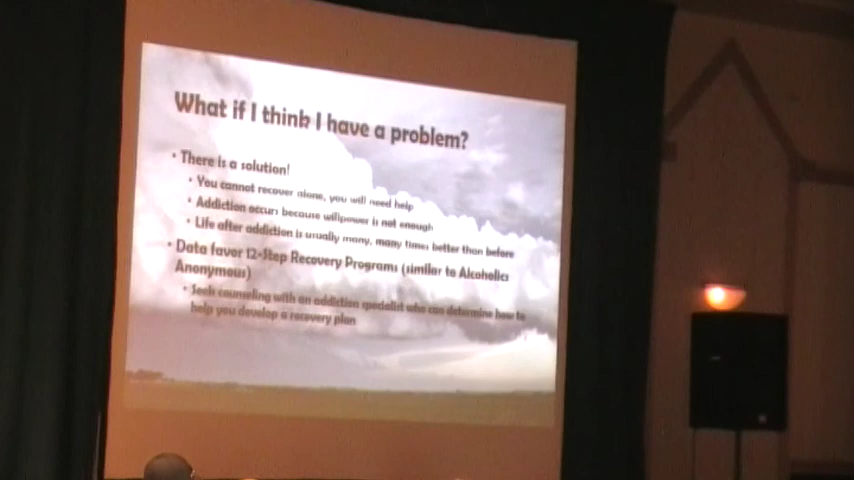 What if I think I have a problem?
• There is a solution!
• You cannot recover alone, you will need help
• Addiction occurs because willpower is not enough
• Life after addiction is usually many, many times better than before
• Data favor 12-Step Recovery Programs (similar to Alcoholics
Anonymous)
• Seek counseling with an addiction specialist who can determine how to
help you develop a recovery plan